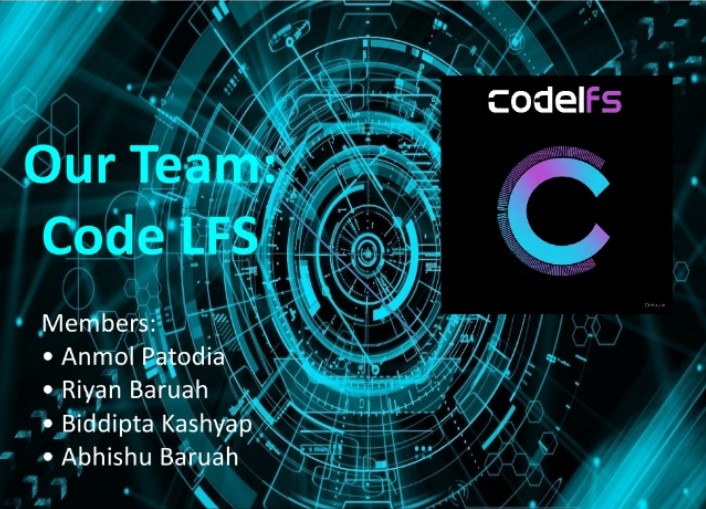 codelfs
Our Team:
Code LFS
Members:
• Anmol Patodia
• Riyan Baruah
• Biddipta Kashyap
• Abhishu Baruah